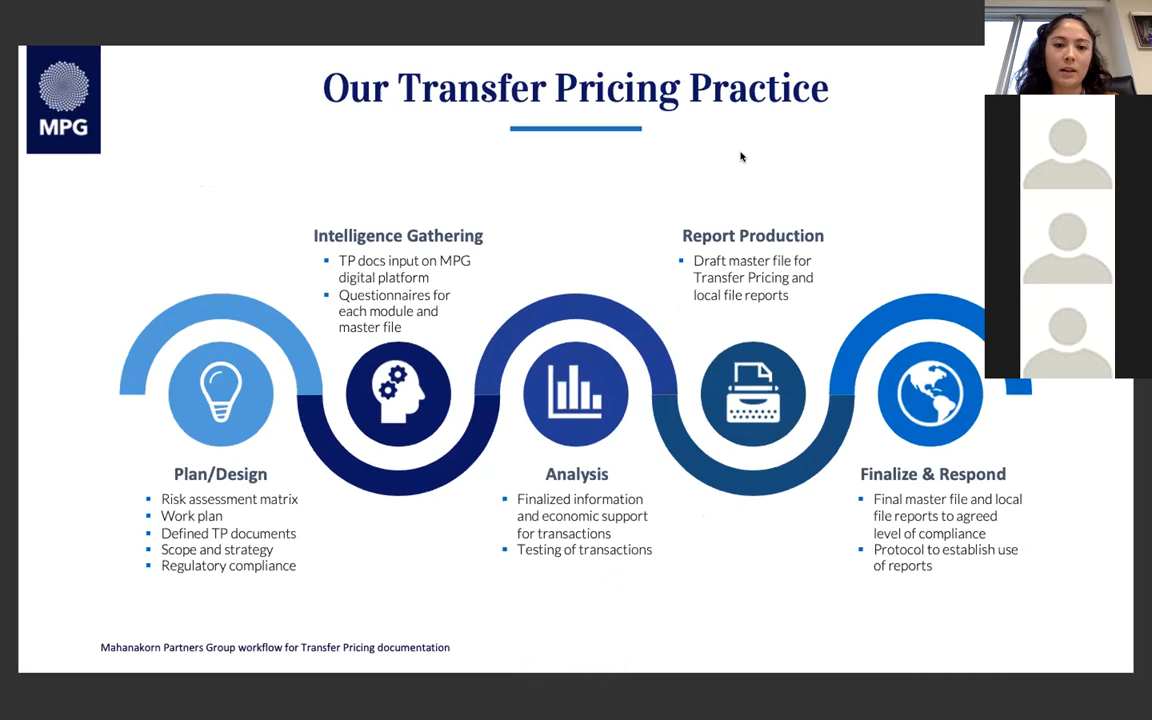 MPG
Our Transfer Pricing Practice
Intelligence Gathering
TP docs input on MPG
digital platform
Questionnaires for
each module and
master file
Report Production
Draft master file for
Transfer Pricing and
local file reports
Plan/Design
Risk assessment matrix
Work plan
Defined TP documents
Scope and strategy
Regulatory compliance
Analysis
Finalized information
and economic support
for transactions
Testing of transactions
Finalize & Respond
Final master file and local
file reports to agreed
level of compliance
Protocol to establish use
of reports
Mahanakorn Partners Group workflow for Transfer Pricing documentation